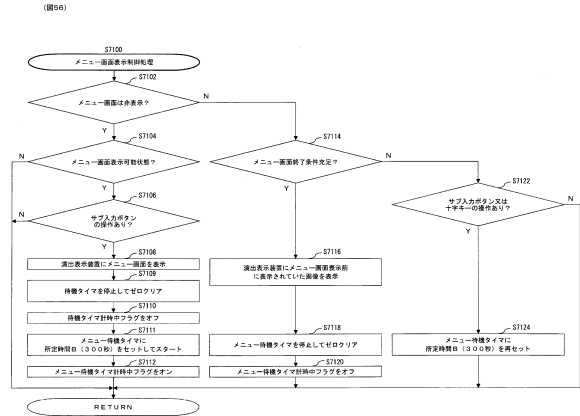 (図56)
S7100
メニュー画面表示制御処理
S7102
メニュー画面は非表示？
N
Y
S7104
メニュー画面表示可能状態？
N
Y
S7106
サブ入力ボタン
の操作あり？
N
Y
S7108
演出表示装置にメニュー画面を表示
S7109
待機タイマを停止してゼロクリア
S7110
待機タイマ計時中フラグをオフ
S7111
メニュー待機タイマに
所定時間B（300秒）をセットしてスタート
S7112
メニュー待機タイマ計時中フラグをオン
S7114
メニュー画面終了条件充足？
N
Y
S7116
演出表示装置にメニュー画面表示前
に表示されていた画像を表示
S7118
メニュー待機タイマを停止してゼロクリア
S7120
メニュー待機タイマ計時中フラグをオフ
S7122
サブ入力ボタン又は
十字キーの操作あり？
N
Y
S7124
メニュー待機タイマに
所定時間B（300秒）を再セット
RETURN